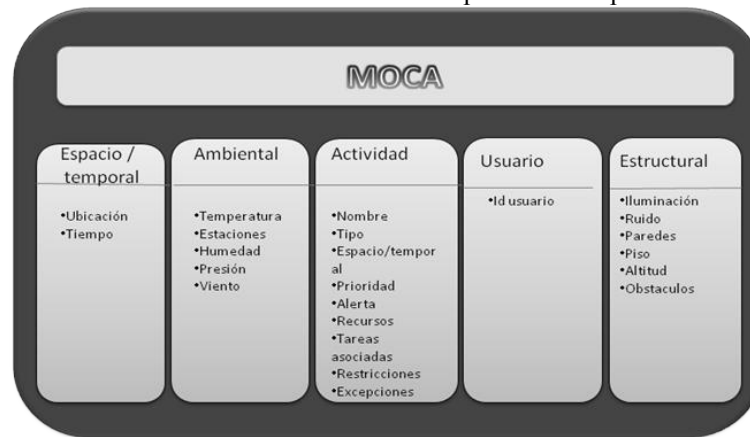 MOCA
Espacio /
temporal
•Ubicación
•Tiempo
Ambiental
•Temperatura
•Estaciones
•Humedad
•Presión
•Viento
Actividad
•Nombre
•Tipo
•Espacio/tempor
al
•Prioridad
•Alerta
•Recursos
•Tareas
asociadas
•Restricciones
•Excepciones
Usuario
•Id usuario
Estructural
•Iluminación
•Ruido
•Paredes
•Piso
•Altitud
•Obstaculos